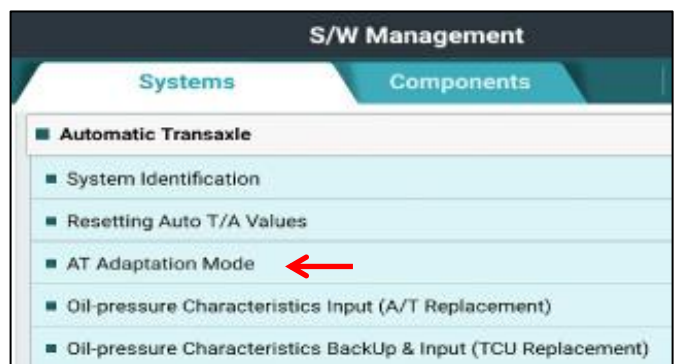 S/W Management
Systems
Components
Automatic Transaxle
System Identification
Resetting Auto T/A Values
AT Adaptation Mode
Oil-pressure Characteristics Input (A/T Replacement)
Oil-pressure Characteristics BackUp & Input (TCU Replacement)